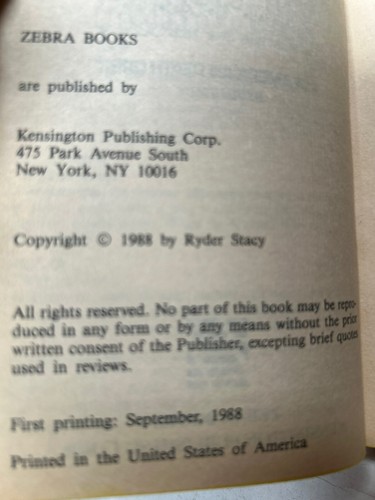 ZEBRA BOOKS
are published by
Kensington Publishing Corp.
475 Park Avenue South
New York, NY 10016
Copyright © 1988 by Ryder Stacy
All rights reserved. No part of this book may be repro-
duced in any form or by any means without the prior
written consent of the Publisher, excepting brief quotes
used in reviews.
First printing: September, 1988
Printed in the United States of America